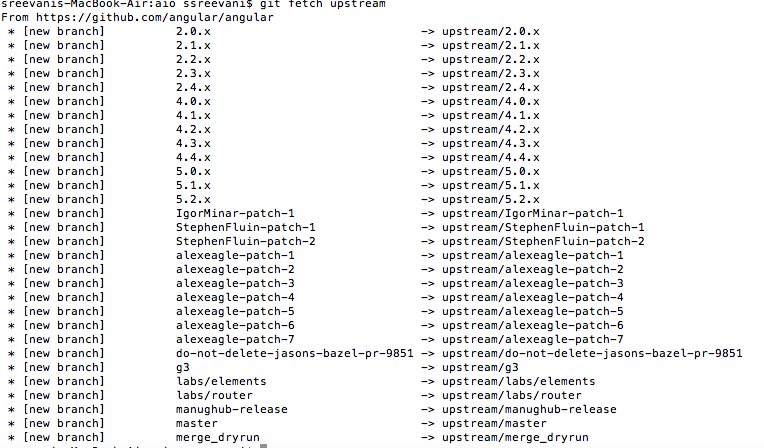 sreevanis-MacBook-Air:aio ssreevani$ git fetch upstream
From https://github.com/angular/angular
 * [new branch]          2.0.x                              -> upstream/2.0.x
 * [new branch]          2.1.x                              -> upstream/2.1.x
 * [new branch]          2.2.x                              -> upstream/2.2.x
 * [new branch]          2.3.x                              -> upstream/2.3.x
 * [new branch]          2.4.x                              -> upstream/2.4.x
 * [new branch]          4.0.x                              -> upstream/4.0.x
 * [new branch]          4.1.x                              -> upstream/4.1.x
 * [new branch]          4.2.x                              -> upstream/4.2.x
 * [new branch]          4.3.x                              -> upstream/4.3.x
 * [new branch]          4.4.x                              -> upstream/4.4.x
 * [new branch]          5.0.x                              -> upstream/5.0.x
 * [new branch]          5.1.x                              -> upstream/5.1.x
 * [new branch]          5.2.x                              -> upstream/5.2.x
 * [new branch]          IgorMinar-patch-1                  -> upstream/IgorMinar-patch-1
 * [new branch]          StephenFluin-patch-1               -> upstream/StephenFluin-patch-1
 * [new branch]          StephenFluin-patch-2               -> upstream/StephenFluin-patch-2
 * [new branch]          alexeagle-patch-1                  -> upstream/alexeagle-patch-1
 * [new branch]          alexeagle-patch-2                  -> upstream/alexeagle-patch-2
 * [new branch]          alexeagle-patch-3                  -> upstream/alexeagle-patch-3
 * [new branch]          alexeagle-patch-4                  -> upstream/alexeagle-patch-4
 * [new branch]          alexeagle-patch-5                  -> upstream/alexeagle-patch-5
 * [new branch]          alexeagle-patch-6                  -> upstream/alexeagle-patch-6
 * [new branch]          alexeagle-patch-7                  -> upstream/alexeagle-patch-7
 * [new branch]          do-not-delete-jasons-bazel-pr-9851 -> upstream/do-not-delete-jasons-bazel-pr-9851
 * [new branch]          g3                                 -> upstream/g3
 * [new branch]          labs/elements                      -> upstream/labs/elements
 * [new branch]          labs/router                        -> upstream/labs/router
 * [new branch]          manughub-release                   -> upstream/manughub-release
 * [new branch]          master                             -> upstream/master
 * [new branch]          merge_dryrun                       -> upstream/merge_dryrun